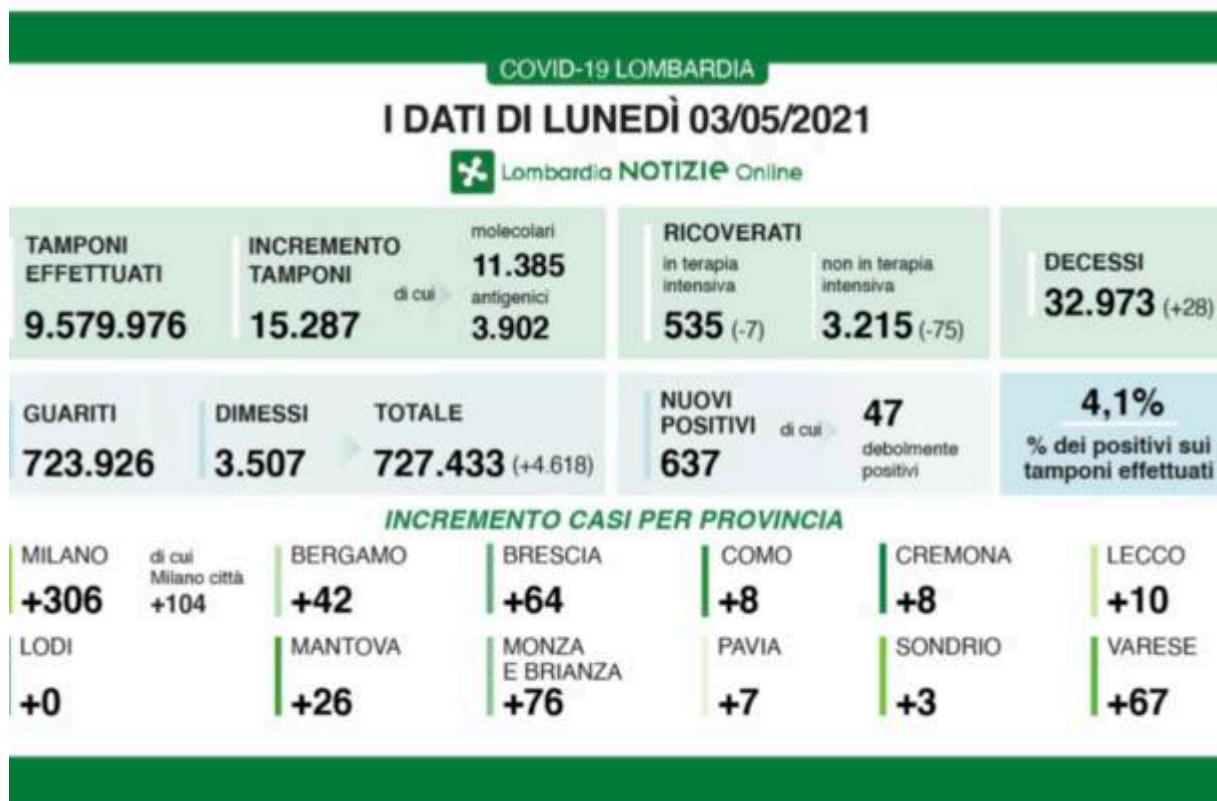 COVID-19 LOMBARDIA
I DATI DI LUNEDÌ 03/05/2021
Lombardia NOTIZIE Online
TAMPONI
EFFETTUATI
9.579.976
INCREMENTO
TAMPONI
15.287
di cui
molecolari
11.385
antigenici
3.902
RICOVERATI
in terapia
intensiva
535 (-7)
non in terapia
intensiva
3.215 (-75)
DECESSI
32.973 (+28)
GUARITI
723.926
DIMESSI
3.507
TOTALE
727.433 (+4.618)
NUOVI
POSITIVI
637
di cui
47
debolmente
positivi
4,1%
% dei positivi sui
tamponi effettuati
INCREMENTO CASI PER PROVINCIA
MILANO
+306
di cui
Milano città
+104
BERGAMO
+42
BRESCIA
+64
COMO
+8
CREMONA
+8
LECCO
+10
LODI
+0
MANTOVA
+26
MONZA
E BRIANZA
+76
PAVIA
+7
SONDRIO
+3
VARESE
+67